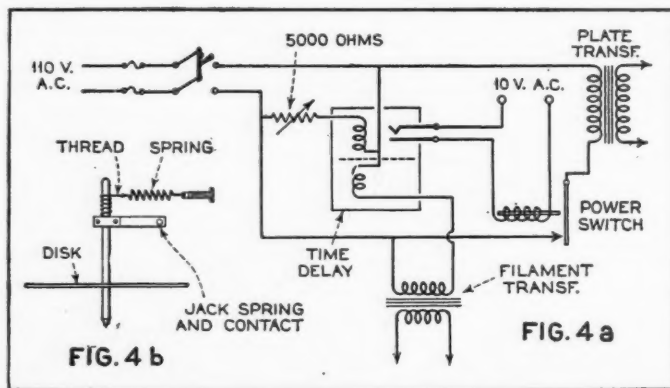 110 V.
A.C.
5000 OHMS
PLATE
TRANSF.
10 V. A.C.
THREAD
SPRING
DISK
JACK SPRING
AND CONTACT
TIME
DELAY
POWER
SWITCH
FILAMENT
TRANSF.
FIG. 4 b
FIG. 4 a